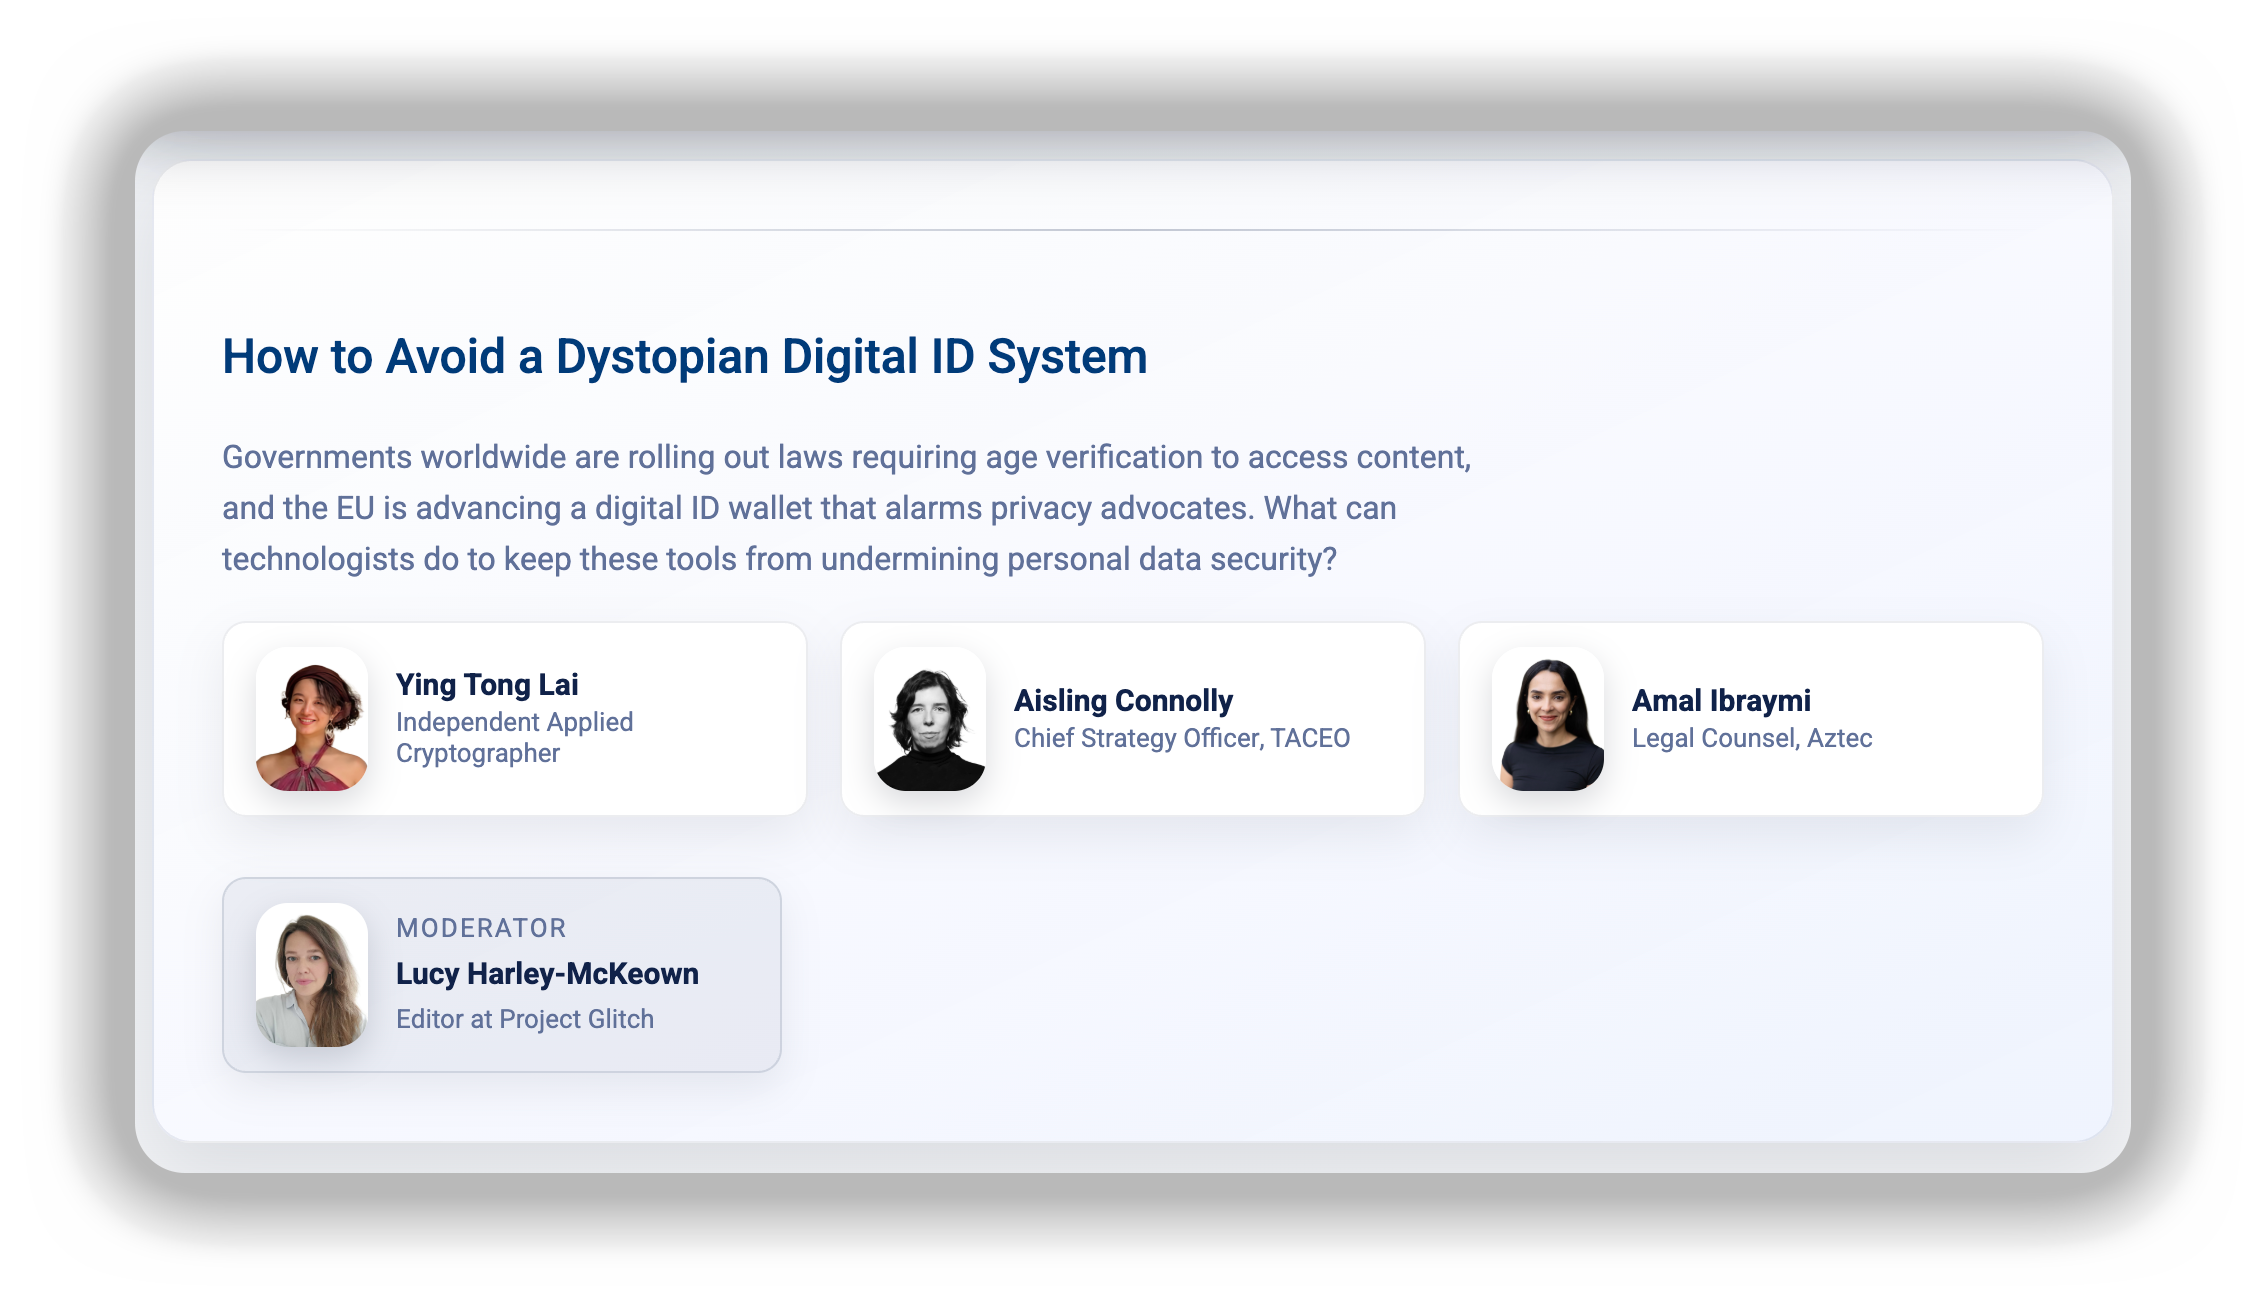 How to Avoid a Dystopian Digital ID System
Governments worldwide are rolling out laws requiring age verification to access content,
and the EU is advancing a digital ID wallet that alarms privacy advocates. What can
technologists do to keep these tools from undermining personal data security?
Ying Tong Lai
Independent Applied
Cryptographer
Aisling Connolly
Chief Strategy Officer, TACEO
Amal Ibraymi
Legal Counsel, Aztec
MODERATOR
Lucy Harley-McKeown
Editor at Project Glitch